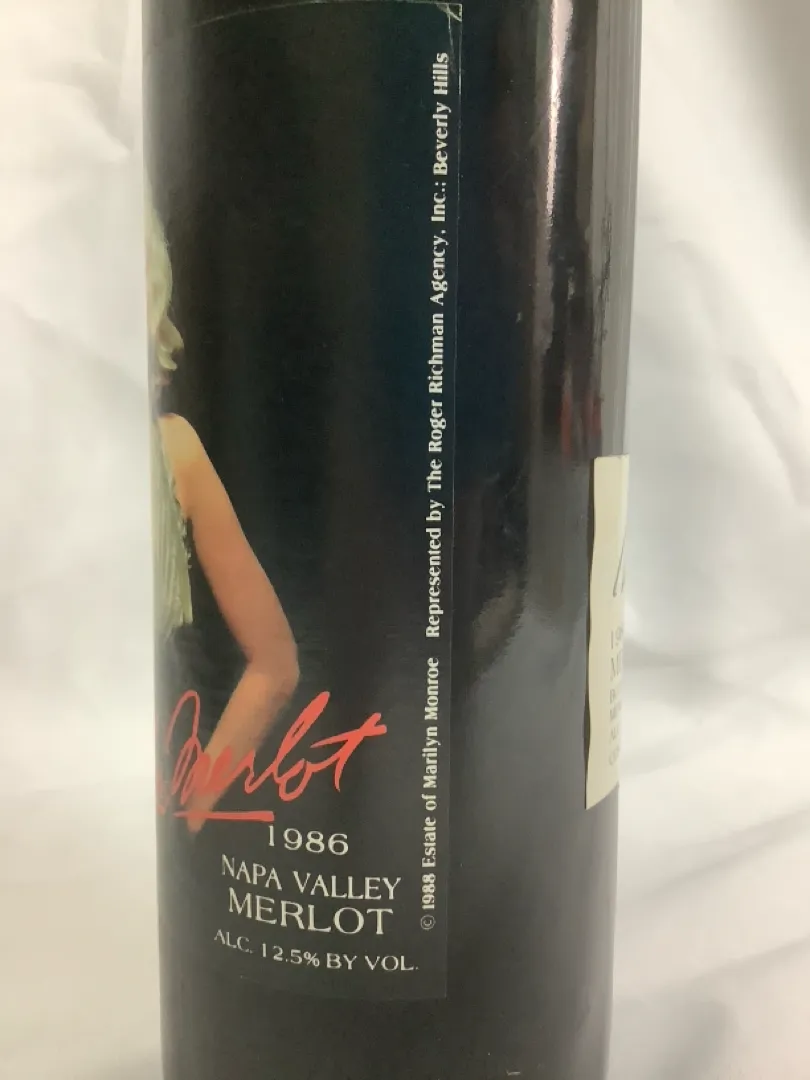 Merlot
1986
NAPA VALLEY
MERLOT
ALC. 12.5% BY VOL.
© 1988 Estate of Marilyn Monroe Represented by The Roger Richman Agency, Inc.; Beverly Hills